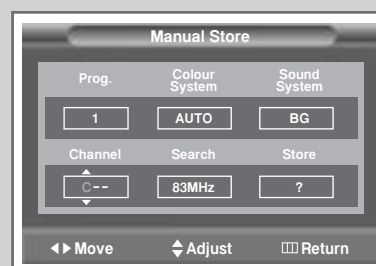 Manual Store
Prog. Colour System Sound System
1 AUTO BG
Channel Search Store
C-- 83MHz ?
Move Adjust Return